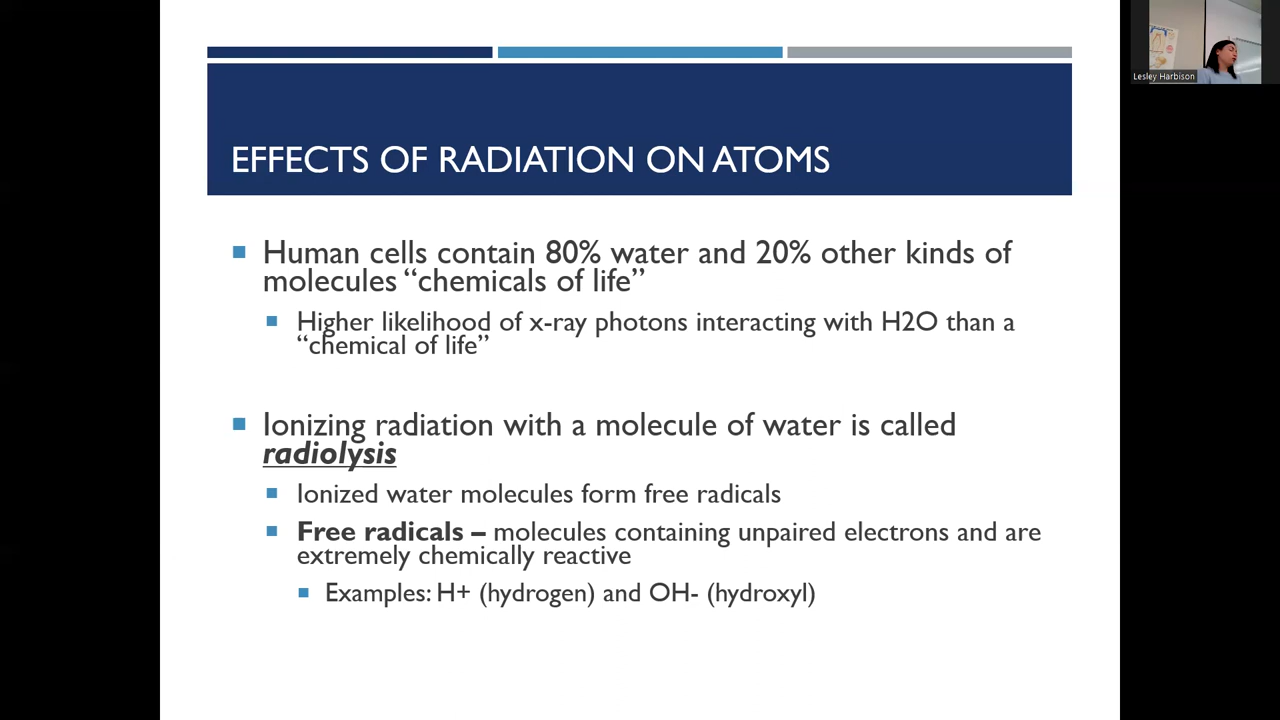 EFFECTS OF RADIATION ON ATOMS
Human cells contain 80% water and 20% other kinds of
molecules “chemicals of life”
Higher likelihood of x-ray photons interacting with H2O than a
“chemical of life”
Ionizing radiation with a molecule of water is called
radiolysis
Ionized water molecules form free radicals
Free radicals – molecules containing unpaired electrons and are
extremely chemically reactive
Examples: H+ (hydrogen) and OH- (hydroxyl)
Lesley Harbison